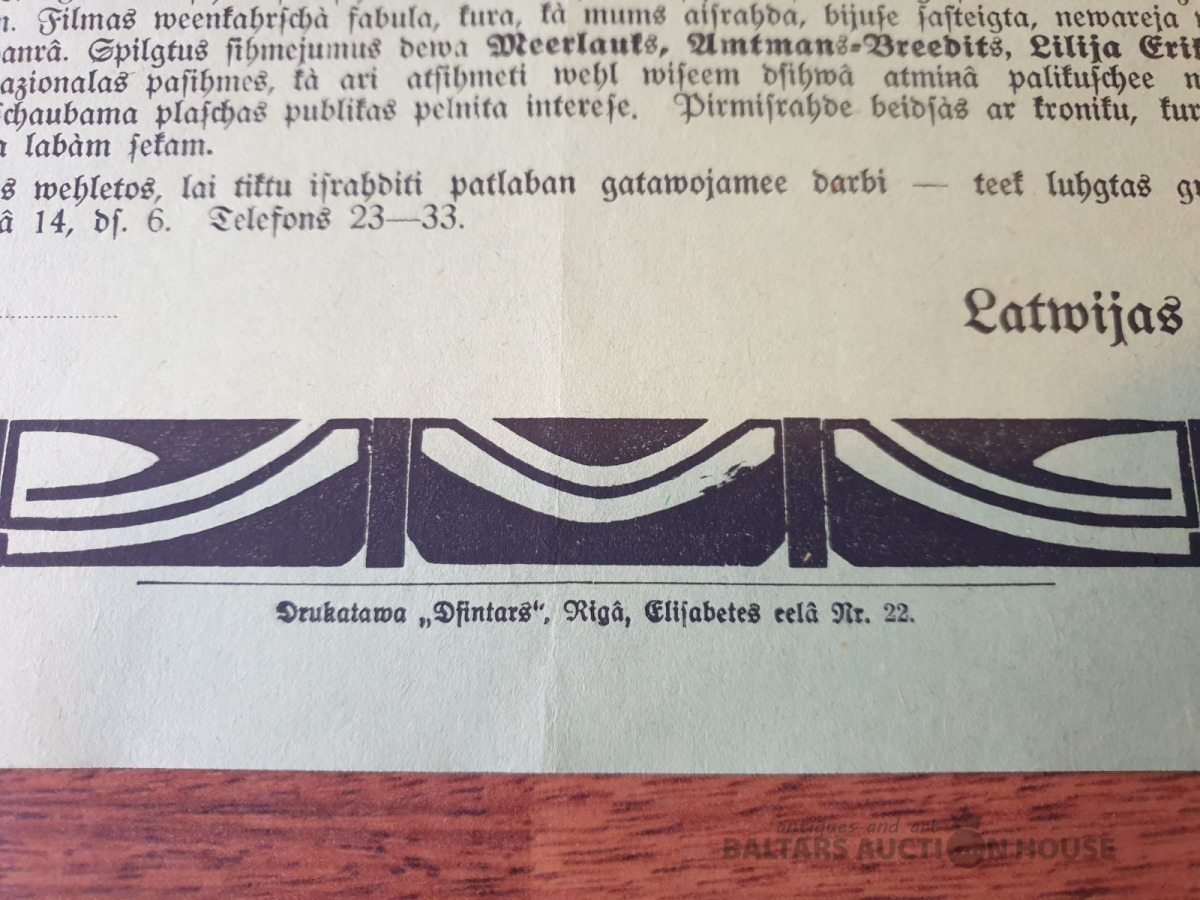 n. Filmas weenkahrſchà fabula, kura, kà mums aiſrahda, bijuſe ſaſteigta, newareja
anrâ. Spilgtus ſihmejumus dewa Meerlauks, Amtmans-Breedits, Lilija Erik
azionalas paſihmes, kà ari atſihmeti wehl wiſeem dſihwâ atminâ palikuſchee
ſchaubama plaſchas publikas pelnita intereſe. Pirmiſrahde beidſàs ar kroniku, kur
a labàm ſekam.
s wehletos, lai tiktu iſrahditi patlaban gatawojamee darbi — teek luhgtas
â 14, dſ. 6. Telefons 23—33.
Latwijas
Drukatawa „Dſintars“, Rigâ, Eliſabetes eelâ Nr. 22.
antiques and art
BALTARS AUCTION HOUSE